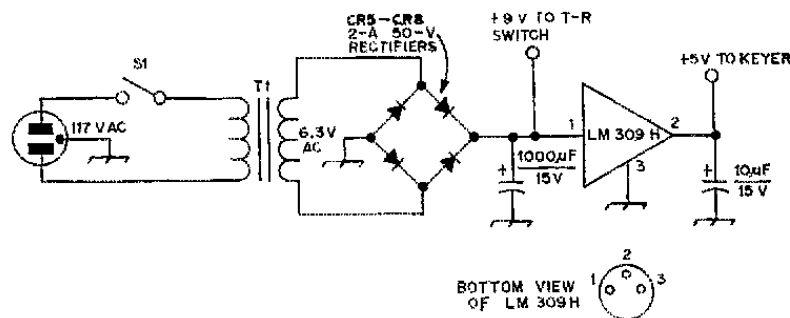 S1
117 V AC
T1
6.3V
AC
CR5-CR8
2-A 50-V
RECTIFIERS
+9 V TO T-R
SWITCH
1000µF
15V
+
1
LM 309 H
2
3
+5V TO KEYER
+
10µF
15 V
BOTTOM VIEW
OF LM 309H
1
2
3